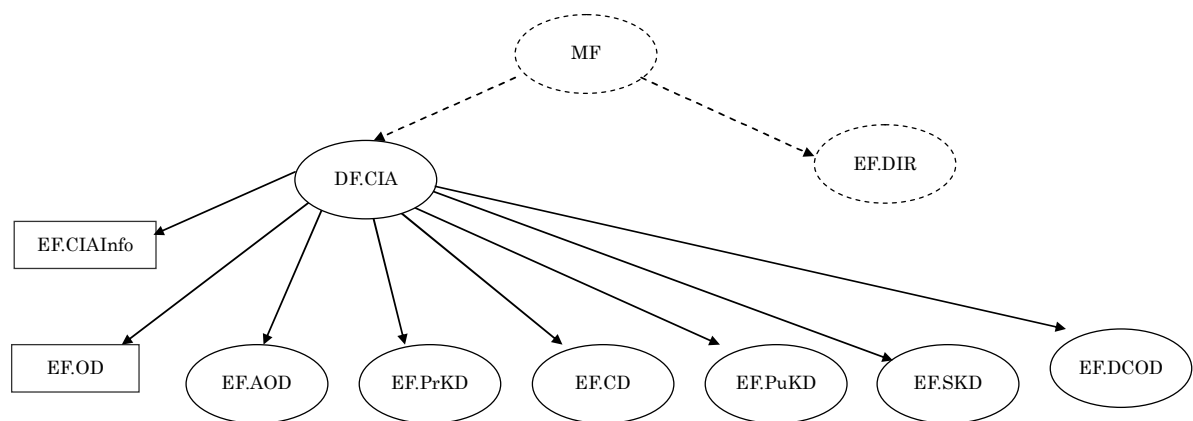 MF
EF.DIR
DF.CIA
EF.CIAInfo
EF.OD
EF.AOD
EF.PrKD
EF.CD
EF.PuKD
EF.SKD
EF.DCOD